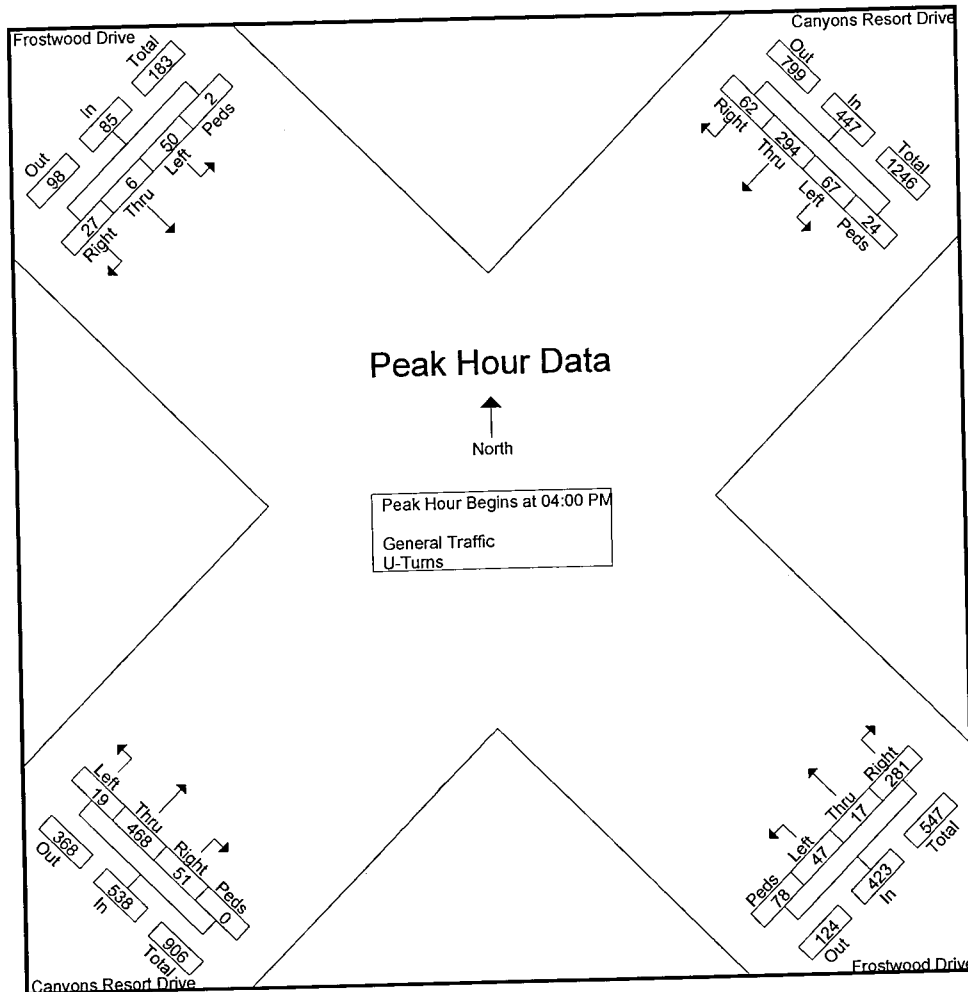 Frostwood Drive
Canyons Resort Drive
Out
98
In
85
Total
183
27
6
50
2
Right
Thru
Left
Peds
Out
799
In
447
Total
1246
62
294
67
24
Right
Thru
Left
Peds
Peak Hour Data
North
Peak Hour Begins at 04:00 PM
General Traffic
U-Turns
Left
Thru
Right
Peds
19
468
51
0
368
Out
538
In
906
Total
Peds
Left
Thru
Right
78
47
17
281
124
Out
423
In
547
Total
Canyons Resort Drive
Frostwood Drive